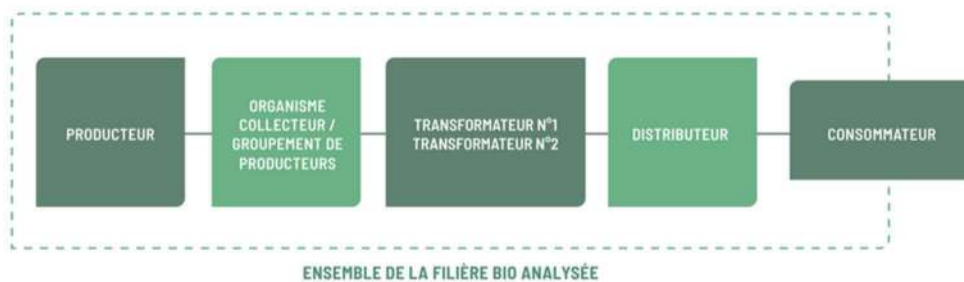 PRODUCTEUR
ORGANISME
COLLECTEUR /
GROUPEMENT DE
PRODUCTEURS
TRANSFORMATEUR N°1
TRANSFORMATEUR N°2
DISTRIBUTEUR
CONSOMMATEUR
ENSEMBLE DE LA FILIÈRE BIO ANALYSÉE